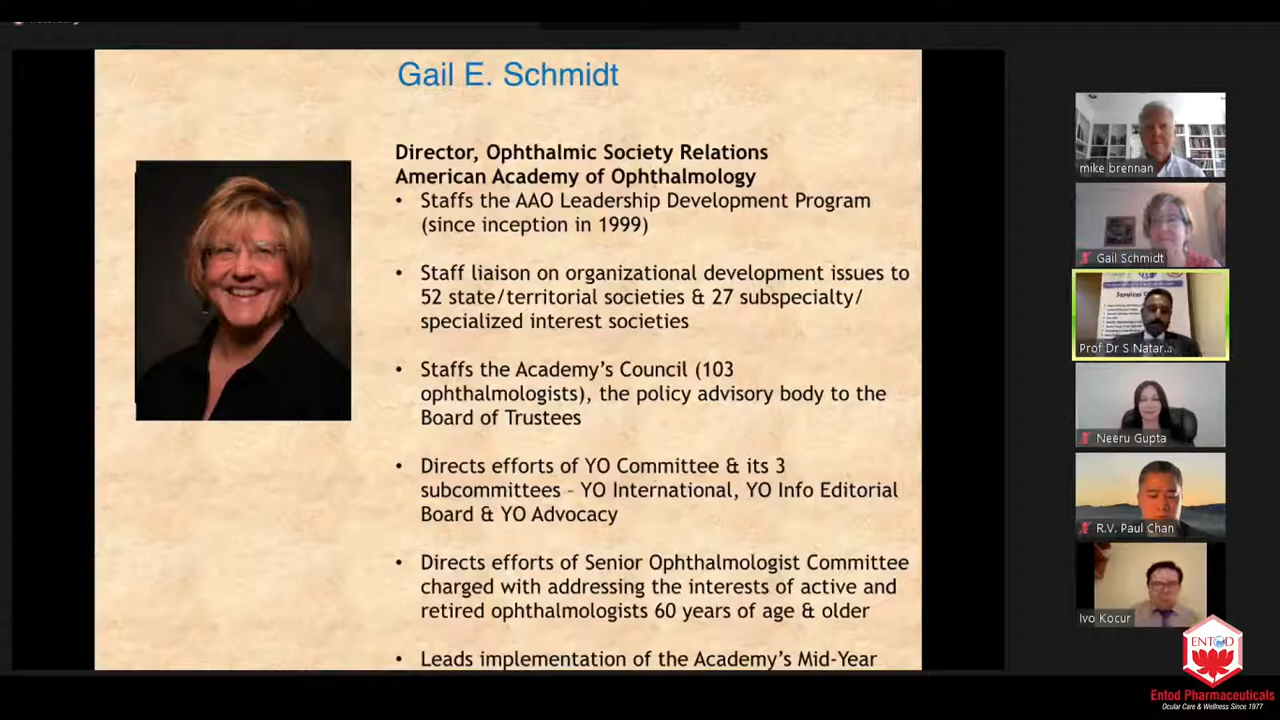 Gail E. Schmidt
Director, Ophthalmic Society Relations
American Academy of Ophthalmology
• Staffs the AAO Leadership Development Program
(since inception in 1999)
• Staff liaison on organizational development issues to
52 state/territorial societies & 27 subspecialty/
specialized interest societies
• Staffs the Academy's Council (103
ophthalmologists), the policy advisory body to the
Board of Trustees
• Directs efforts of YO Committee & its 3
subcommittees – YO International, YO Info Editorial
Board & YO Advocacy
• Directs efforts of Senior Ophthalmologist Committee
charged with addressing the interests of active and
retired ophthalmologists 60 years of age & older
• Leads implementation of the Academy's Mid-Year
mike brennan
Gail Schmidt
Services
Prof Dr S Natar...
Neeru Gupta
R.V. Paul Chan
Ivo Kocur
ENTOD
Entod Pharmaceuticals
Ocular Care & Wellness Since 1977